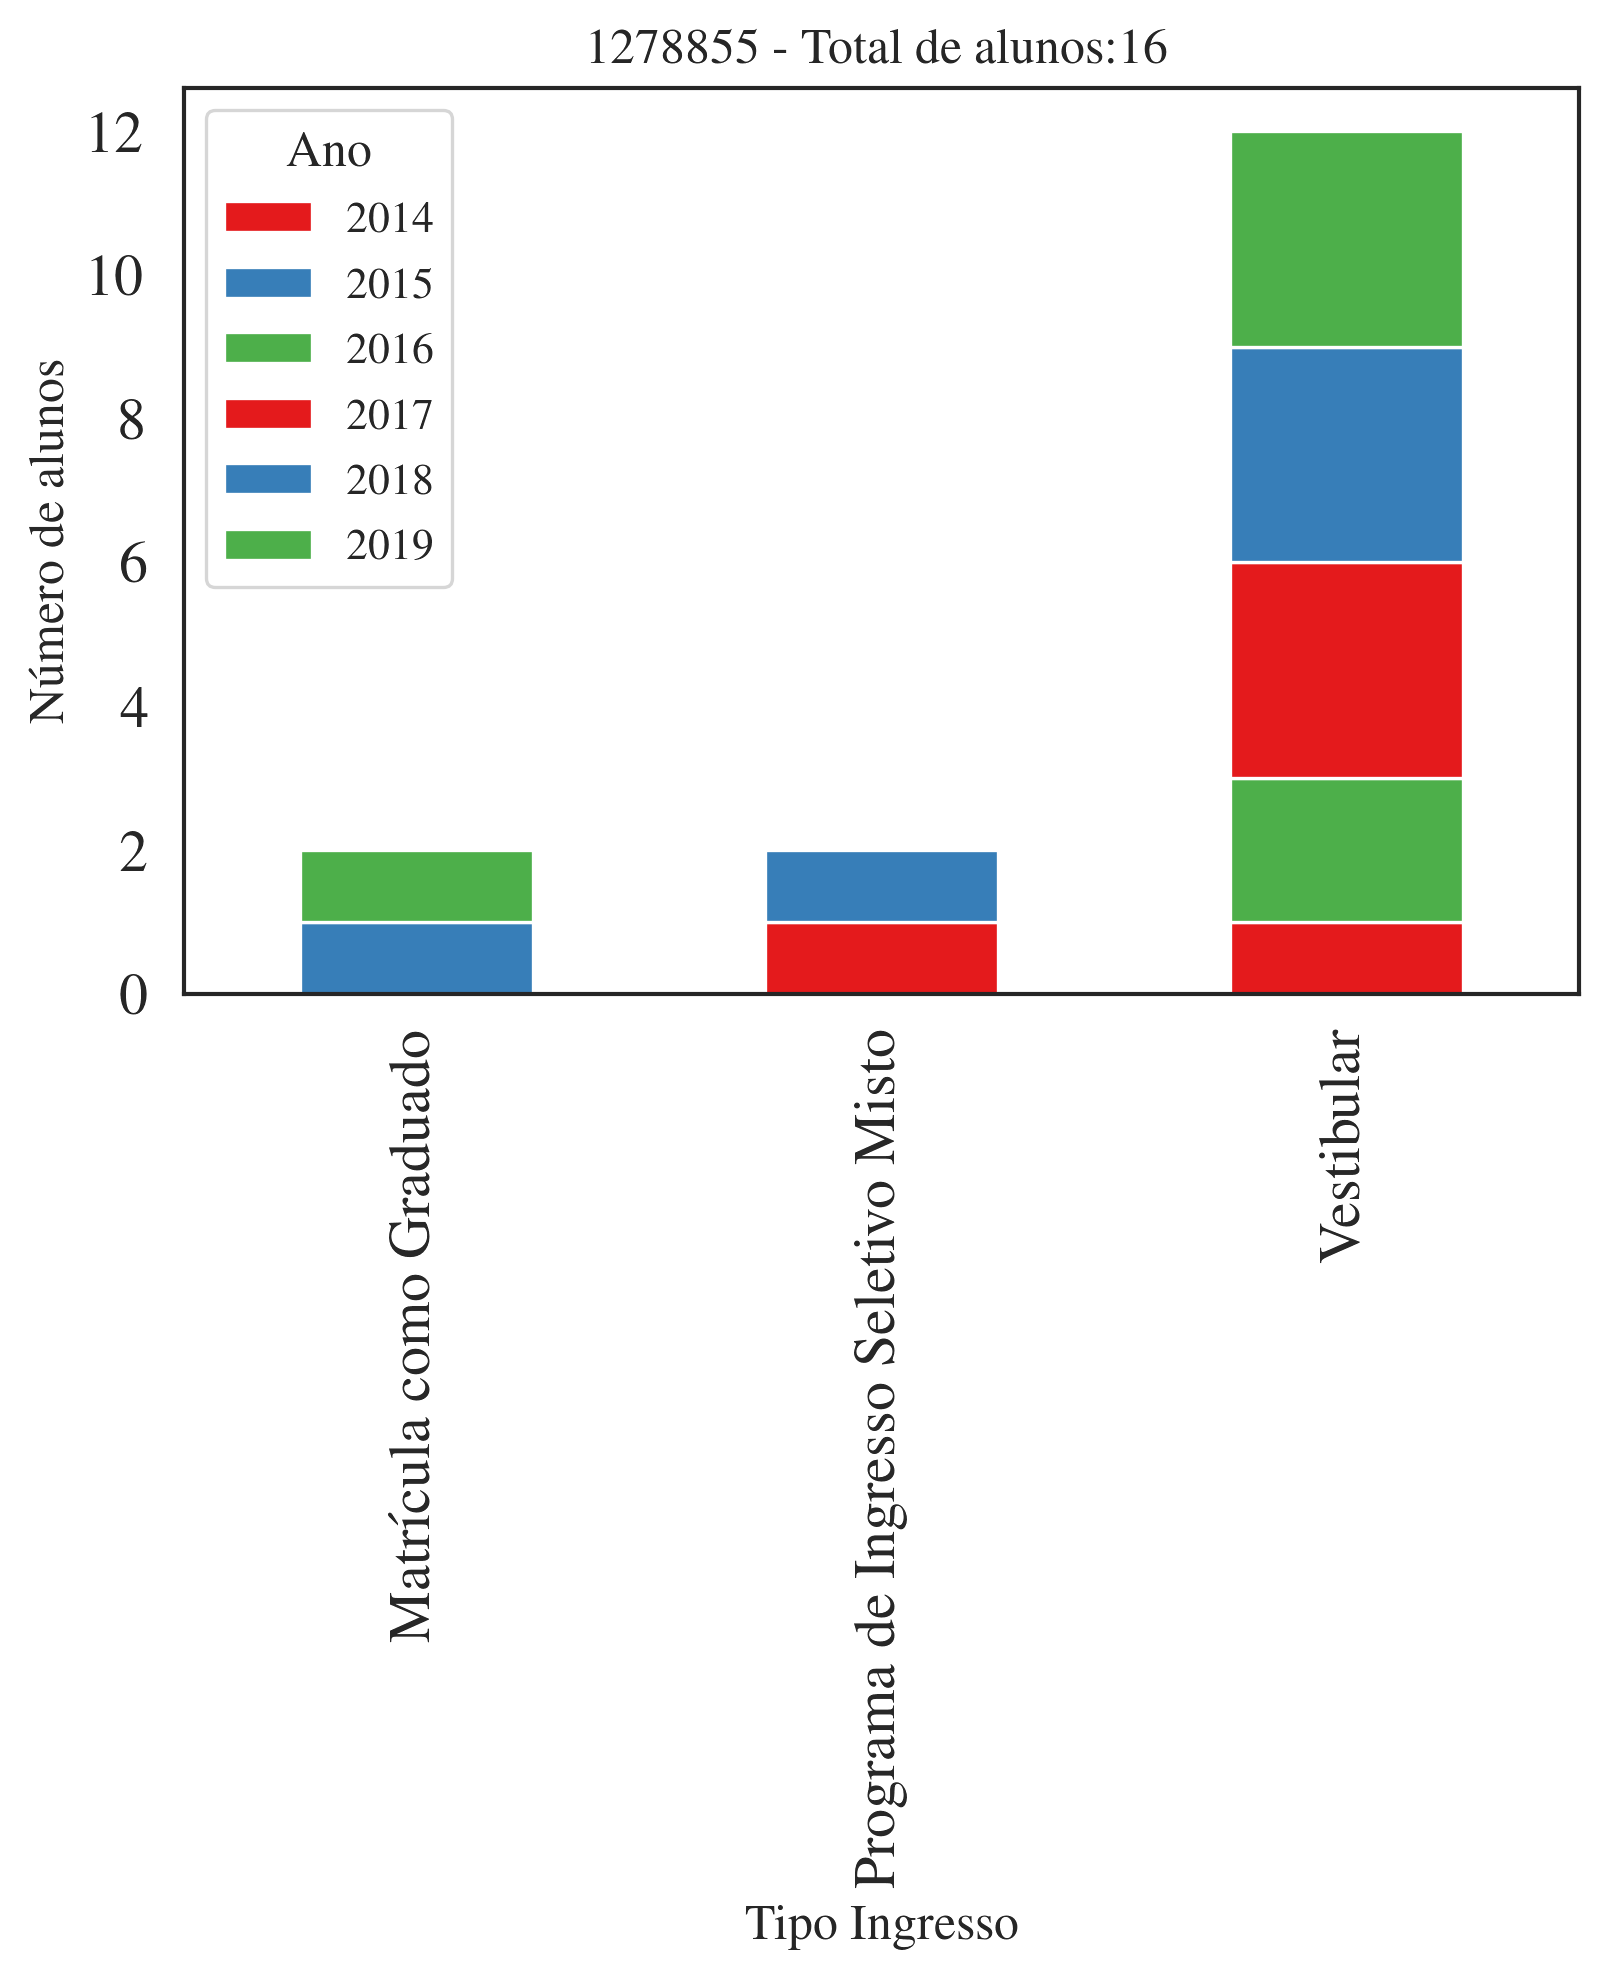 1278855 - Total de alunos:16
Ano
2014
2015
2016
2017
2018
2019
12
10
8
6
4
2
0
Número de alunos
Matrícula como Graduado
Programa de Ingresso Seletivo Misto
Vestibular
Tipo Ingresso